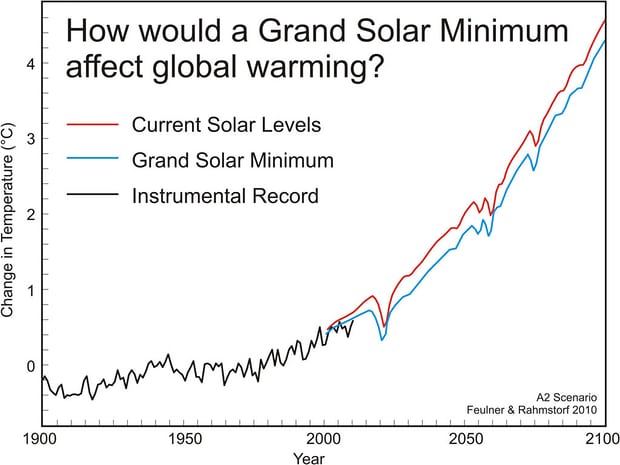 How would a Grand Solar Minimum
affect global warming?
Current Solar Levels
Grand Solar Minimum
Instrumental Record
Change in Temperature (°C)
4
3
2
1
0
A2 Scenario
Feulner & Rahmstorf 2010
1900
1950
2000
2050
2100
Year